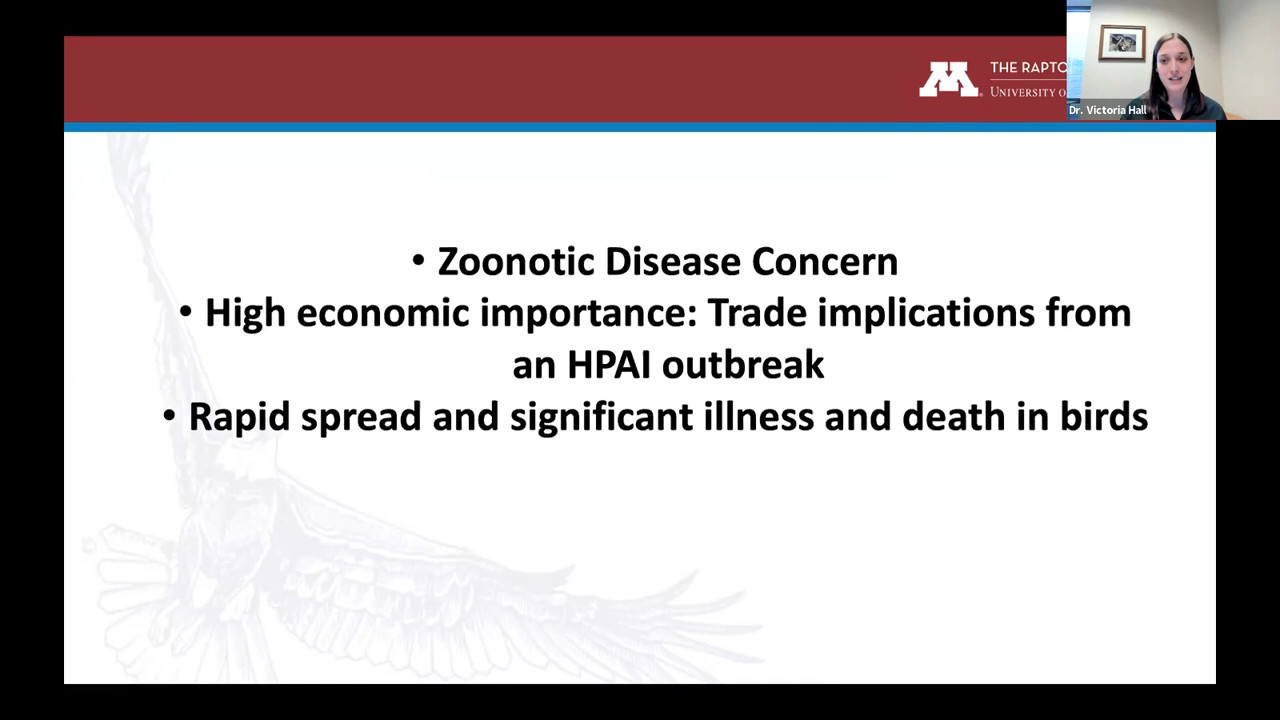 THE RAPTO
UNIVERSITY O
Dr. Victoria Hall
• Zoonotic Disease Concern
• High economic importance: Trade implications from
an HPAI outbreak
• Rapid spread and significant illness and death in birds